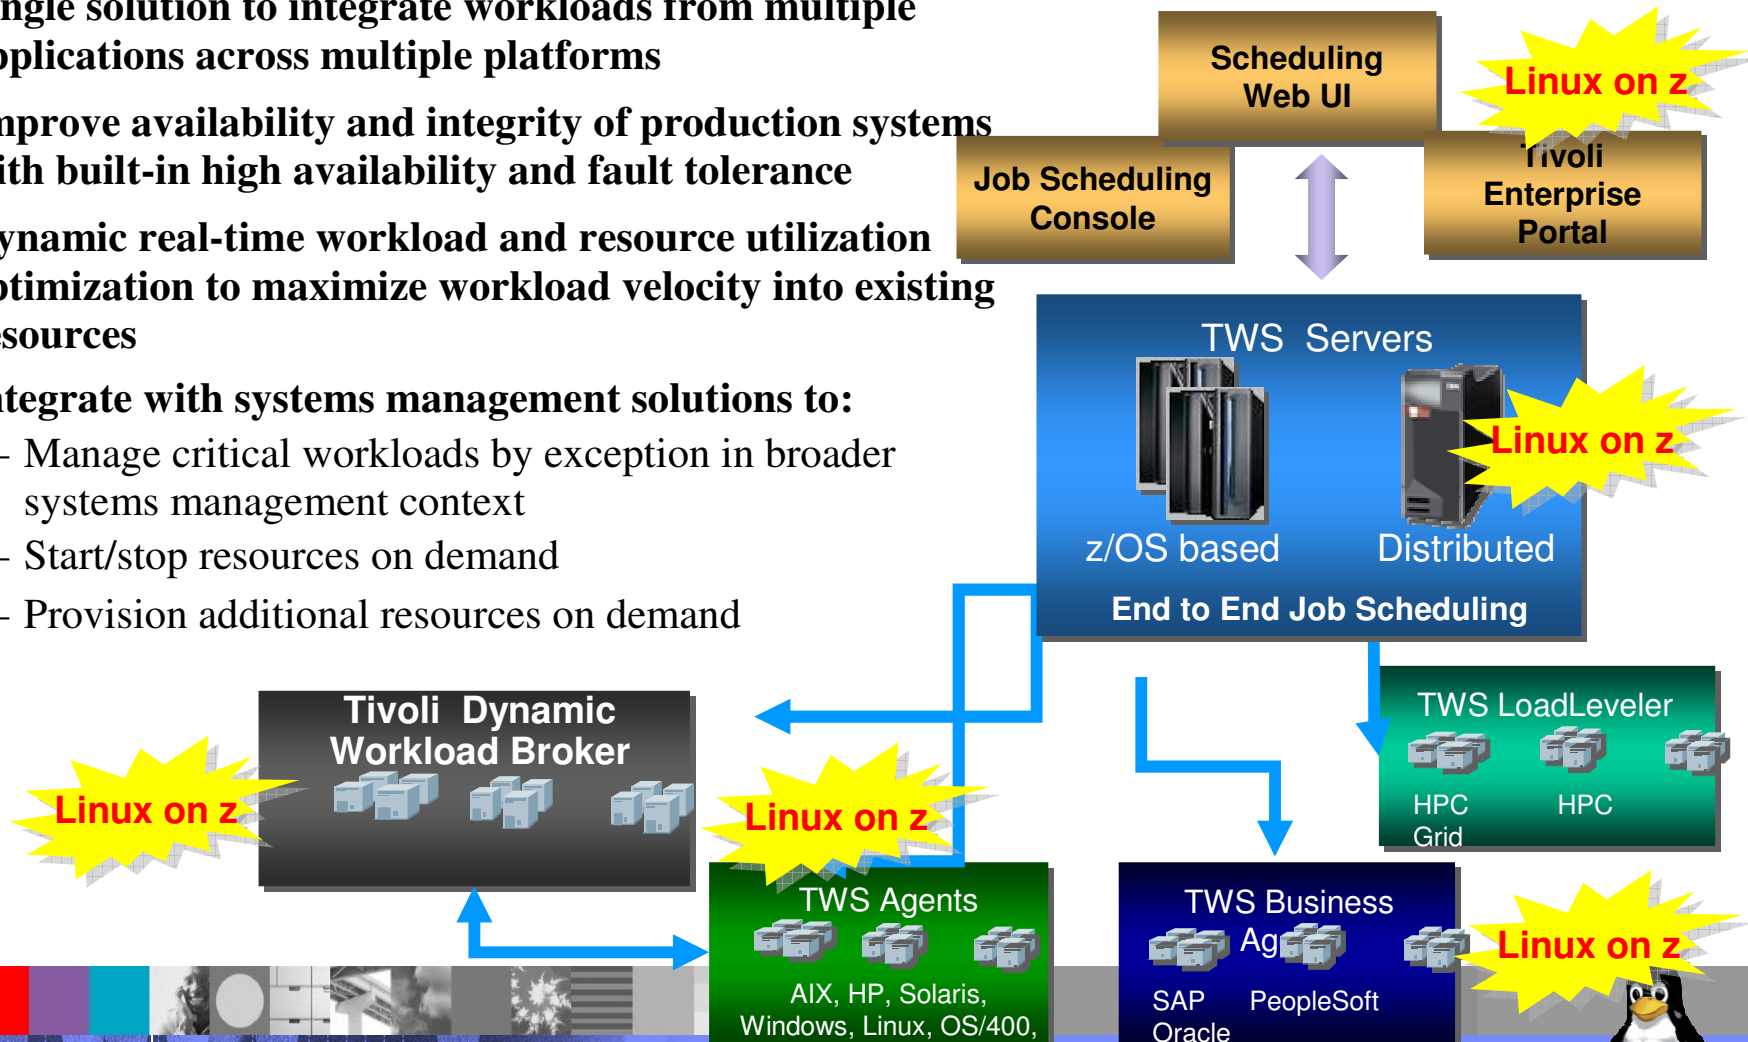 ngle solution to integrate workloads from multiple
pplications across multiple platforms
mprove availability and integrity of production systems
ith built-in high availability and fault tolerance
ynamic real-time workload and resource utilization
ptimization to maximize workload velocity into existing
esources
ntegrate with systems management solutions to:
– Manage critical workloads by exception in broader
systems management context
– Start/stop resources on demand
– Provision additional resources on demand
Scheduling
Web UI
Linux on z
Job Scheduling
Console
Tivoli
Enterprise
Portal
TWS Servers
Linux on z
z/OS based
Distributed
End to End Job Scheduling
Tivoli Dynamic
Workload Broker
Linux on z
Linux on z
TWS LoadLeveler
HPC
Grid
HPC
TWS Agents
AIX, HP, Solaris,
Windows, Linux, OS/400,
TWS Business
Ag
SAP
Oracle
PeopleSoft
Linux on z